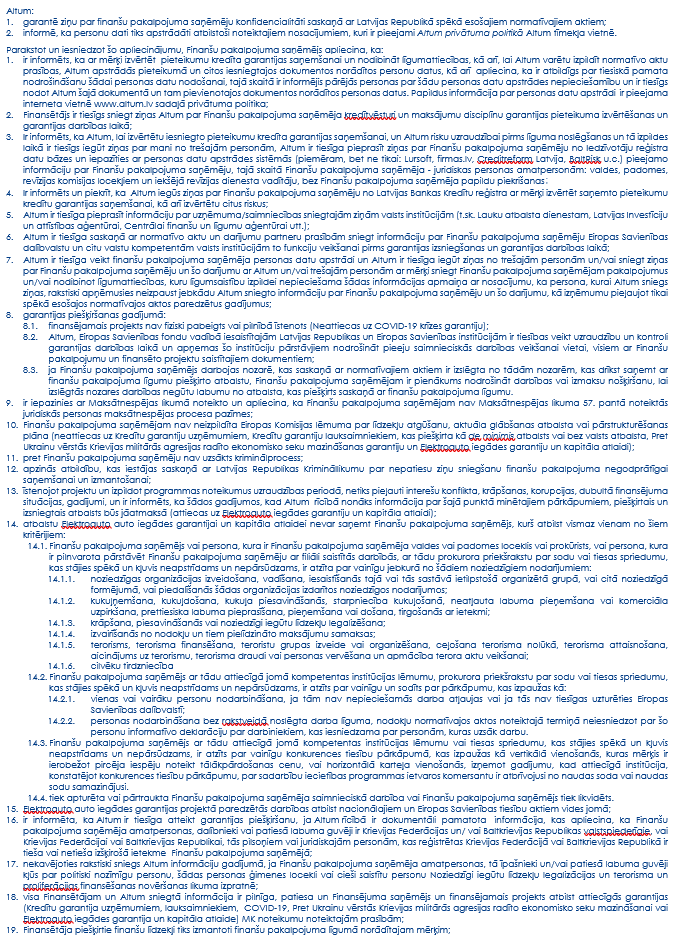 Altum:
1. garantē ziņu par finanšu pakalpojuma saņēmēju konfidencialitāti saskaņā ar Latvijas Republikā spēkā esošajiem normatīvajiem aktiem;
2. informē, ka personu dati tiks apstrādāti atbilstoši noteiktajiem nosacījumiem, kuri ir pieejami Altum privātuma politikā Altum tīmekļa vietnē.
Parakstot un iesniedzot šo apliecinājumu, Finanšu pakalpojuma saņēmējs apliecina, ka:
1. ir informēts, ka ar mērķi izvērtēt pieteikumu kredīta garantijas saņemšanai un nodibināt līgumattiecības, kā arī, lai Altum varētu izpildīt normatīvo aktu
prasības, Altum apstrādās pieteikumā un citos iesniegtajos dokumentos norādīto personu datus, kā arī apliecina, ka ir atbildīgs par tiesiskā pamata
nodrošināšanu šādai personas datu nodošanai, tajā skaitā ir informējis pārējās personas par šādu personas datu apstrādes nepieciešamību un ir tiesīgs
nodot Altum šajā dokumentā un tam pievienotajos dokumentos norādītās personas datus. Papildus informācija par personas datu apstrādi ir pieejama
interneta vietnē www.altum.lv sadaļā privātuma politika;
2. Finansētājs ir tiesīgs sniegt ziņas Altum par Finanšu pakalpojuma saņēmēja kredītvēsturi un maksājumu disciplīnu garantijas pieteikuma izvērtēšanas un
garantijas darbības laikā;
3. ir informēts, ka Altum, lai izvērtētu iesniegto pieteikumu kredīta garantijas saņemšanai, un Altum risku uzraudzībai pirms līguma noslēgšanas un tā izpildes
laikā ir tiesīgs iegūt ziņas par mani no trešajām personām, Altum ir tiesīga pieprasīt ziņas par Finanšu pakalpojuma saņēmēju no Iedzīvotāju reģistra
datu bāzes un iepazīties ar personas datu apstrādes sistēmās (piemēram, bet ne tikai: Lursoft, firmas.lv, Creditreform Latvija, BaltRisk u.c.) pieejamo
informāciju par Finanšu pakalpojuma saņēmēju, tajā skaitā Finanšu pakalpojuma saņēmēja - juridiskas personas amatpersonām: valdes, padomes,
revīzijas komisijas locekļiem un iekšējā revīzijas dienesta vadītāju, bez Finanšu pakalpojuma saņēmēja papildu piekrišanas;
4. ir informēts un piekrīt, ka Altum iegūs ziņas par Finanšu pakalpojuma saņēmēju no Latvijas Bankas Kredītu reģistra ar mērķi izvērtēt saņemto pieteikumu
kredītu garantijas saņemšanai, kā arī izvērtētu citus riskus;
5. Altum ir tiesīga pieprasīt informāciju par uzņēmuma/saimniecības sniegtajām ziņām valsts institūcijām (t.sk. Lauku atbalsta dienestam, Latvijas Investīciju
un attīstības aģentūrai, Centrālai finanšu un līgumu aģentūrai utt.);
6. Altum ir tiesīga saskaņā ar normatīvo aktu un darījumu partneru prasībām sniegt informāciju par Finanšu pakalpojuma saņēmēju Eiropas Savienības
dalībvalstu un citu valstu kompetentām valsts institūcijām to funkciju veikšanai pirms garantijas izsniegšanas un garantijas darbības laikā;
7. Altum ir tiesīga veikt finanšu pakalpojuma saņēmēja personas datu apstrādi un Altum ir tiesīga iegūt ziņas no trešajām personām un/vai sniegt ziņas
par Finanšu pakalpojuma saņēmēju un šo darījumu ar Altum un/vai trešajām personām ar mērķi sniegt Finanšu pakalpojuma saņēmējam pakalpojumus
un/vai nodibinot līgumattiecības, kuru līgumsaistību izpildei nepieciešama šādas informācijas apmaiņa ar nosacījumu, ka persona, kurai Altum sniegs
ziņas, rakstiski apņēmusies neizpaust jebkādu Altum sniegto informāciju par Finanšu pakalpojuma saņēmēju un šo darījumu, kā izņēmumu pieļaujot tikai
spēkā esošajos normatīvajos aktos paredzētus gadījumus;
8. garantijas piešķiršanas gadījumā:
8.1. finansējamais projekts nav fiziski pabeigts vai pilnībā īstenots (Neattiecas uz COVID-19 krīzes garantiju);
8.2. Altum, Eiropas Savienības fondu vadībā iesaistītajām Latvijas Republikas un Eiropas Savienības institūcijām ir tiesības veikt uzraudzību un kontroli
garantijas darbības laikā un apņemas šo institūciju pārstāvjiem nodrošināt pieeju saimnieciskās darbības veikšanai vietai, visiem ar Finanšu
pakalpojumu un finansēto projektu saistītajiem dokumentiem;
8.3. ja Finanšu pakalpojuma saņēmējs darbojas nozarē, kas saskaņā ar normatīvajiem aktiem ir izslēgta no tādām nozarēm, kas drīkst saņemt ar
finanšu pakalpojuma līgumu piešķirto atbalstu, Finanšu pakalpojuma saņēmējam ir pienākums nodrošināt darbības vai izmaksu nošķiršanu, lai
izslēgtās nozares darbības negūtu labumu no atbalsta, kas piešķirts saskaņā ar finanšu pakalpojuma līgumu.
9. ir iepazinies ar Maksātnespējas likumā noteikto un apliecina, ka Finanšu pakalpojuma saņēmējam nav Maksātnespējas likuma 57. pantā noteiktās
juridiskās personas maksātnespējas procesa pazīmes;
10. Finanšu pakalpojuma saņēmējam nav neizpildīta Eiropas Komisijas lēmuma par līdzekļu atgūšanu, aktuāla glābšanas atbalsta vai pārstrukturēšanas
plāna (neattiecas uz Kredītu garantiju uzņēmumiem, Kredītu garantiju lauksaimniekiem, kas piešķirta kā de minimis atbalsts vai bez valsts atbalsta, Pret
Ukrainu vērstās Krievijas militārās agresijas radīto ekonomisko seku mazināšanas garantiju un Elektroauto iegādes garantiju un kapitāla atlaidi);
11. pret Finanšu pakalpojuma saņēmēju nav uzsākts kriminālprocess;
12. apzinās atbildību, kas iestājas saskaņā ar Latvijas Republikas Krimināllikumu par nepatiesu ziņu sniegšanu finanšu pakalpojuma negodprātīgai
saņemšanai un izmantošanai;
13. īstenojot projektu un izpildot programmas noteikumus uzraudzības periodā, netiks pieļauti interešu konflikta, krāpšanas, korupcijas, dubultā finansējuma
situācijas, gadījumi, un ir informēts, ka šādos gadījumos, kad Altum rīcībā nonāks informācija par šajā punktā minētajiem pārkāpumiem, piešķirtais un
izsniegtais atbalsts būs jāatmaksā (attiecas uz Elektroauto iegādes garantiju un kapitāla atlaidi);
14. atbalstu Elektroauto auto iegādes garantijai un kapitāla atlaidei nevar saņemt Finanšu pakalpojuma saņēmējs, kurš atbilst vismaz vienam no šiem
kritērijiem:
14.1. Finanšu pakalpojuma saņēmējs vai persona, kura ir Finanšu pakalpojuma saņēmēja valdes vai padomes loceklis vai prokūrists, vai persona, kura
ir pilnvarota pārstāvēt Finanšu pakalpojuma saņēmēju ar filiāli saistītās darbībās, ar tādu prokurora priekšrakstu par sodu vai tiesas spriedumu,
kas stājies spēkā un kļuvis neapstrīdams un nepārsūdzams, ir atzīta par vainīgu jebkurā no šādiem noziedzīgiem nodarījumiem:
14.1.1. noziedzīgas organizācijas izveidošana, vadīšana, iesaistīšanās tajā vai tās sastāvā ietilpstošā organizētā grupā, vai citā noziedzīgā
formējumā, vai piedalīšanās šādas organizācijas izdarītos noziedzīgos nodarījumos;
14.1.2. kukuļņemšana, kukuļdošana, kukuļa piesavināšanās, starpniecība kukuļošanā, neatļauta labuma pieņemšana vai komerciāla
uzpirkšana, prettiesiska labuma pieprasīšana, pieņemšana vai došana, tirgošanās ar ietekmi;
14.1.3. krāpšana, piesavināšanās vai noziedzīgi iegūtu līdzekļu legalizēšana;
14.1.4. izvairīšanās no nodokļu un tiem pielīdzināto maksājumu samaksas;
14.1.5. terorisms, terorisma finansēšana, teroristu grupas izveide vai organizēšana, ceļošana terorisma nolūkā, terorisma attaisnošana,
aicinājums uz terorismu, terorisma draudi vai personas vervēšana un apmācība terora aktu veikšanai;
14.1.6. cilvēku tirdzniecība
14.2. Finanšu pakalpojuma saņēmējs ar tādu attiecīgā jomā kompetentas institūcijas lēmumu, prokurora priekšrakstu par sodu vai tiesas spriedumu,
kas stājies spēkā un kļuvis neapstrīdams un nepārsūdzams, ir atzīts par vainīgu un sodīts par pārkāpumu, kas izpaužas kā:
14.2.1. vienas vai vairāku personu nodarbināšana, ja tām nav nepieciešamās darba atļaujas vai ja tās nav tiesīgas uzturēties Eiropas
Savienības dalībvalstī;
14.2.2. personas nodarbināšana bez rakstveidā noslēgta darba līguma, nodokļu normatīvajos aktos noteiktajā termiņā neiesniedzot par šo
personu informatīvo deklarāciju par darbiniekiem, kas iesniedzama par personām, kuras uzsāk darbu.
14.3. Finanšu pakalpojuma saņēmējs ar tādu attiecīgā jomā kompetentas institūcijas lēmumu vai tiesas spriedumu, kas stājies spēkā un kļuvis
neapstrīdams un nepārsūdzams, ir atzīts par vainīgu konkurences tiesību pārkāpumā, kas izpaužas kā vertikālā vienošanās, kuras mērķis ir
ierobežot pircēja iespēju noteikt tālākpārdošanas cenu, vai horizontālā karteļa vienošanās, izņemot gadījumu, kad attiecīgā institūcija,
konstatējot konkurences tiesību pārkāpumu, par sadarbību iecietības programmas ietvaros komersantu ir atbrīvojusi no naudas soda vai naudas
sodu samazinājusi.
14.4. tiek apturēta vai pārtraukta Finanšu pakalpojuma saņēmēja saimnieciskā darbība vai Finanšu pakalpojuma saņēmējs tiek likvidēts.
15. Elektroauto auto iegādes garantijas projektā paredzētās darbības atbilst nacionālajiem un Eiropas Savienības tiesību aktiem vides jomā;
16. ir informēta, ka Altum ir tiesīga atteikt garantijas piešķiršanu, ja Altum rīcībā ir dokumentāli pamatota informācija, kas apliecina, ka Finanšu
pakalpojuma saņēmēja amatpersonas, dalībnieki vai patiesā labuma guvēji ir Krievijas Federācijas un/ vai Baltkrievijas Republikas valstspiederīgie, vai
Krievijas Federācijai vai Baltkrievijas Republikai, tās pilsoņiem vai juridiskajām personām, kas reģistrētas Krievijas Federācijā vai Baltkrievijas Republikā ir
tieša vai netieša izšķirošā ietekme Finanšu pakalpojuma saņēmējā;
17. nekavējoties rakstiski sniegs Altum informāciju gadījumā, ja Finanšu pakalpojuma saņēmēja amatpersonas, tā īpašnieki un/vai patiesā labuma guvēji
kļūs par politiski nozīmīgu personu, šādas personas ģimenes locekli vai cieši saistītu personu Noziedzīgi iegūtu līdzekļu legalizācijas un terorisma un
proliferācijas finansēšanas novēršanas likuma izpratnē;
18. visa Finansētājam un Altum sniegtā informācija ir pilnīga, patiesa un Finansējuma saņēmējs un finansējamais projekts atbilst attiecīgās garantijas
(Kredītu garantija uzņēmumiem, lauksaimniekiem, COVID-19, Pret Ukrainu vērstās Krievijas militārās agresijas radīto ekonomisko seku mazināšanai vai
Elektroauto iegādes garantija un kapitāla atlaide) MK noteikumu noteiktajām prasībām;
19. Finansētāja piešķirtie finanšu līdzekļi tiks izmantoti finanšu pakalpojuma līgumā norādītajam mērķim;